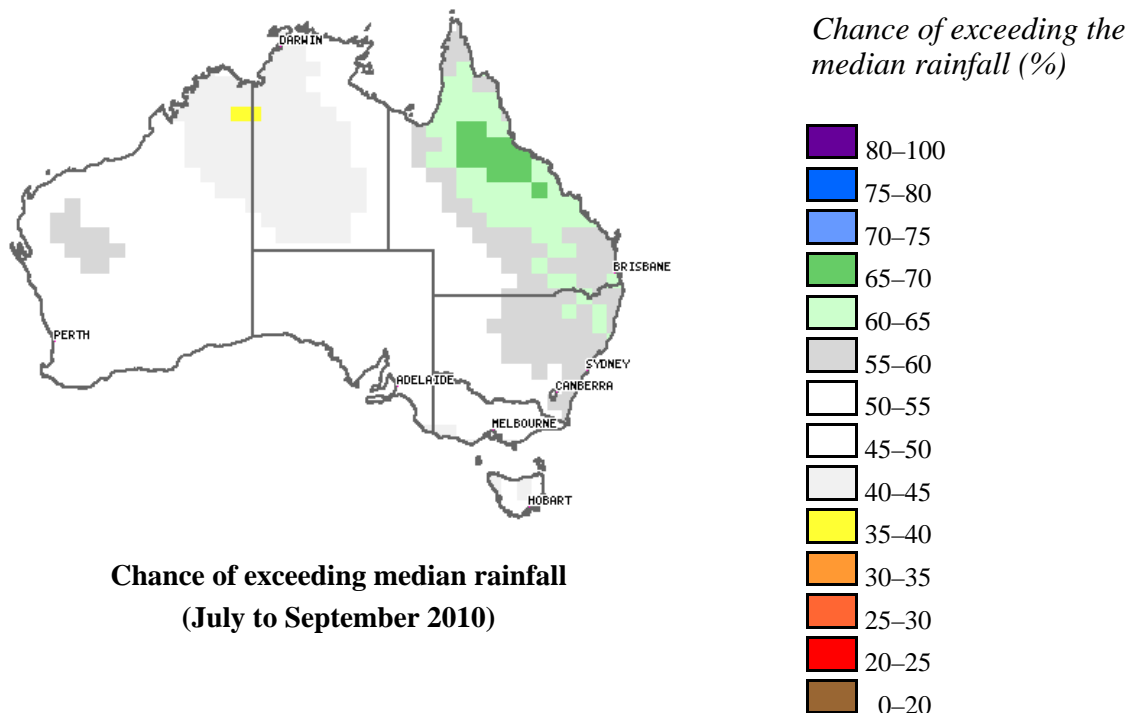 Chance of exceeding the
median rainfall (%)
DARWIN
80–100
75–80
70–75
BRISBANE
65–70
60–65
PERTH
55–60
SYDNEY
ADELAIDE
CANBERRA
50–55
MELBOURNE
45–50
40–45
HOBART
35–40
30–35
25–30
20–25
0–20
Chance of exceeding median rainfall
(July to September 2010)